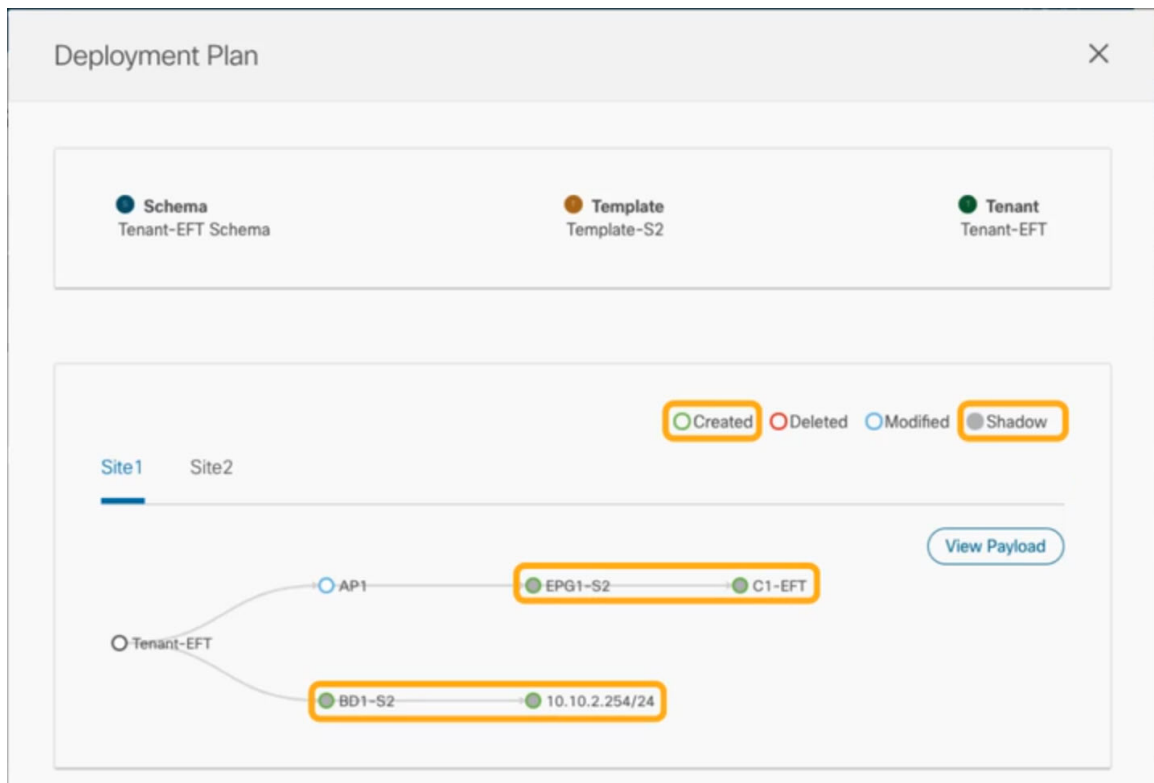 Deployment Plan
Schema
Tenant-EFT Schema
Template
Template-S2
Tenant
Tenant-EFT
Created Deleted Modified Shadow
Site1 Site2
View Payload
AP1 EPG1-S2 C1-EFT
Tenant-EFT
BD1-S2 10.10.2.254/24